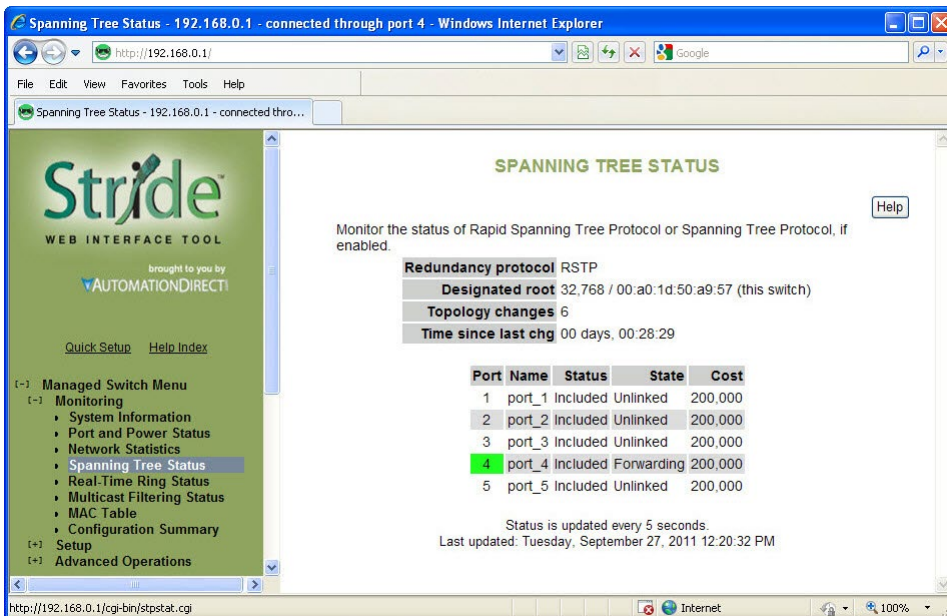 Spanning Tree Status - 192.168.0.1 - connected through port 4 - Windows Internet Explorer
http://192.168.0.1/
Google
File Edit View Favorites Tools Help
Spanning Tree Status - 192.168.0.1 - connected thro...
Stride™
WEB INTERFACE TOOL
brought to you by
AUTOMATIONDIRECT
Quick Setup Help Index
[-] Managed Switch Menu
[-] Monitoring
System Information
Port and Power Status
Network Statistics
Spanning Tree Status
Real-Time Ring Status
Multicast Filtering Status
MAC Table
Configuration Summary
[+] Setup
[+] Advanced Operations
SPANNING TREE STATUS
Help
Monitor the status of Rapid Spanning Tree Protocol or Spanning Tree Protocol, if
enabled.
Redundancy protocol RSTP
Designated root 32,768 / 00:a0:1d:50:a9:57 (this switch)
Topology changes 6
Time since last chg 00 days, 00:28:29
Port Name Status State Cost
1 port_1 Included Unlinked 200,000
2 port_2 Included Unlinked 200,000
3 port_3 Included Unlinked 200,000
4 port_4 Included Forwarding 200,000
5 port_5 Included Unlinked 200,000
Status is updated every 5 seconds.
Last updated: Tuesday, September 27, 2011 12:20:32 PM
http://192.168.0.1/cgi-bin/stpstat.cgi
Internet
100%